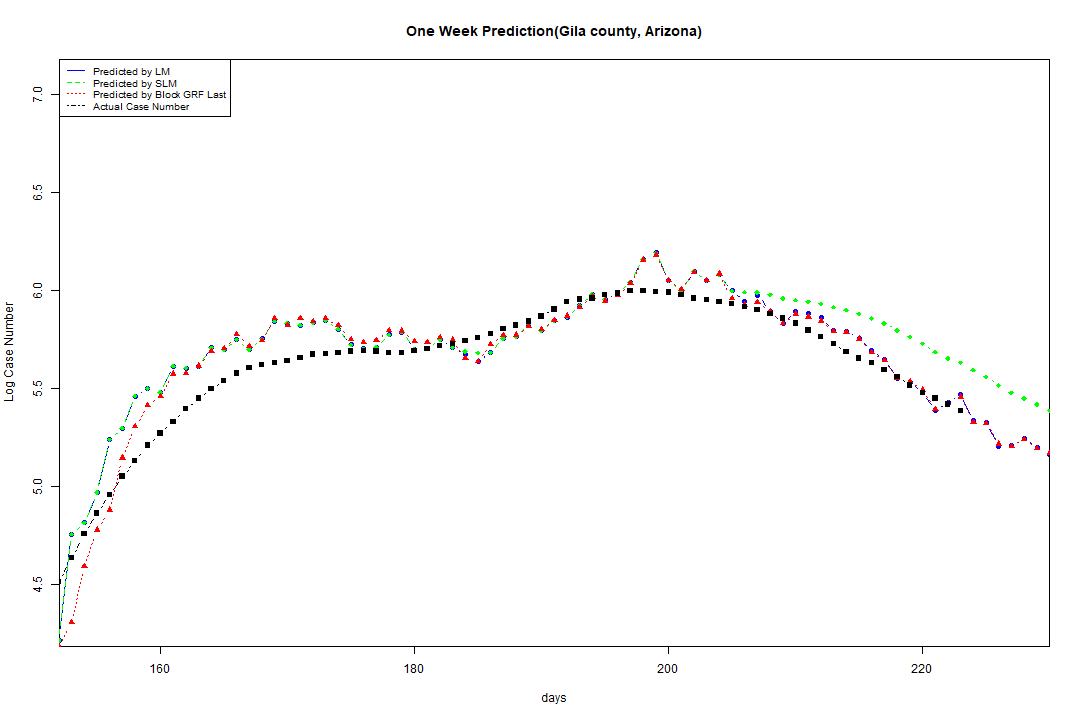 One Week Prediction(Gila county, Arizona)
Predicted by LM
Predicted by SLM
Predicted by Block GRF Last
Actual Case Number
Log Case Number
7.0
6.5
6.0
5.5
5.0
4.5
160
180
200
220
days